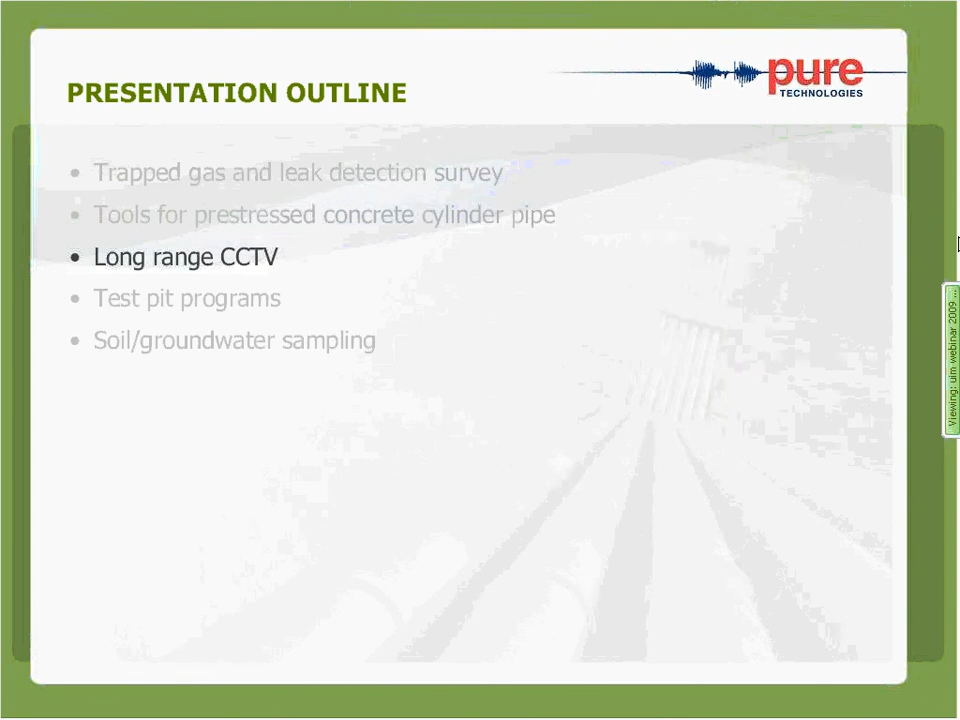 PRESENTATION OUTLINE
pure
TECHNOLOGIES
• Trapped gas and leak detection survey
• Tools for prestressed concrete cylinder pipe
• Long range CCTV
• Test pit programs
• Soil/groundwater sampling
Viewing: uim webinar 2009 ...